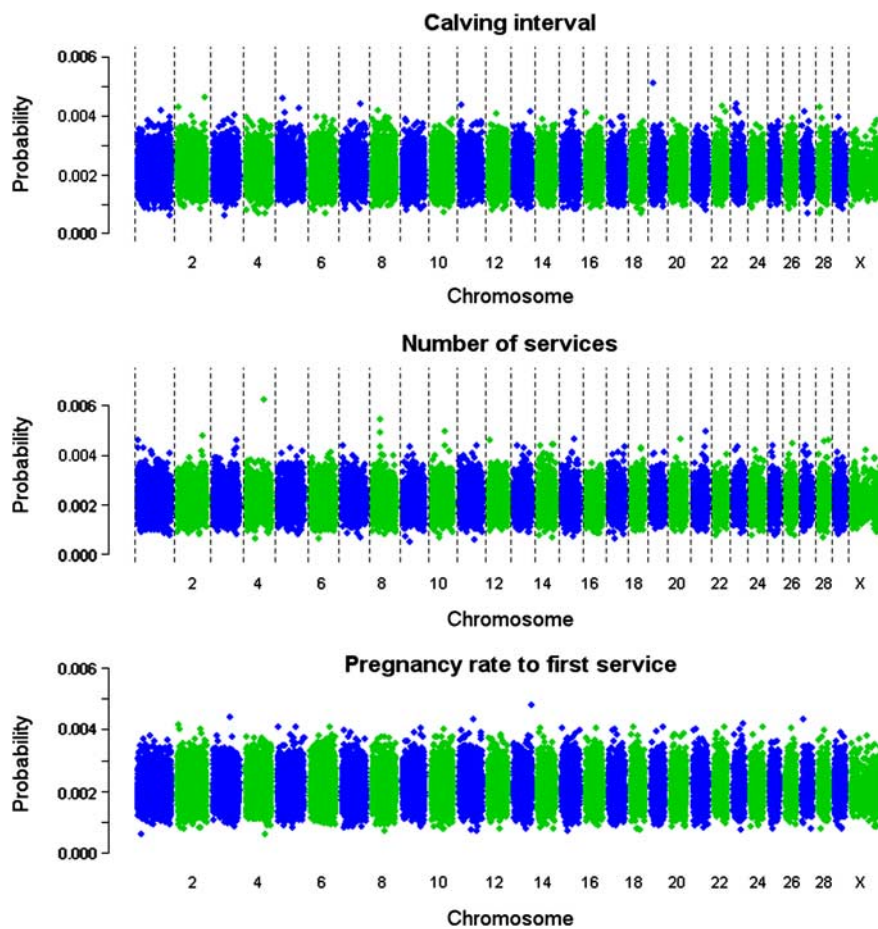 Calving interval
Probability
0.006
0.004
0.002
0.000
2 4 6 8 10 12 14 16 18 20 22 24 26 28 X
Chromosome
Number of services
Probability
0.006
0.004
0.002
0.000
2 4 6 8 10 12 14 16 18 20 22 24 26 28 X
Chromosome
Pregnancy rate to first service
Probability
0.006
0.004
0.002
0.000
2 4 6 8 10 12 14 16 18 20 22 24 26 28 X
Chromosome